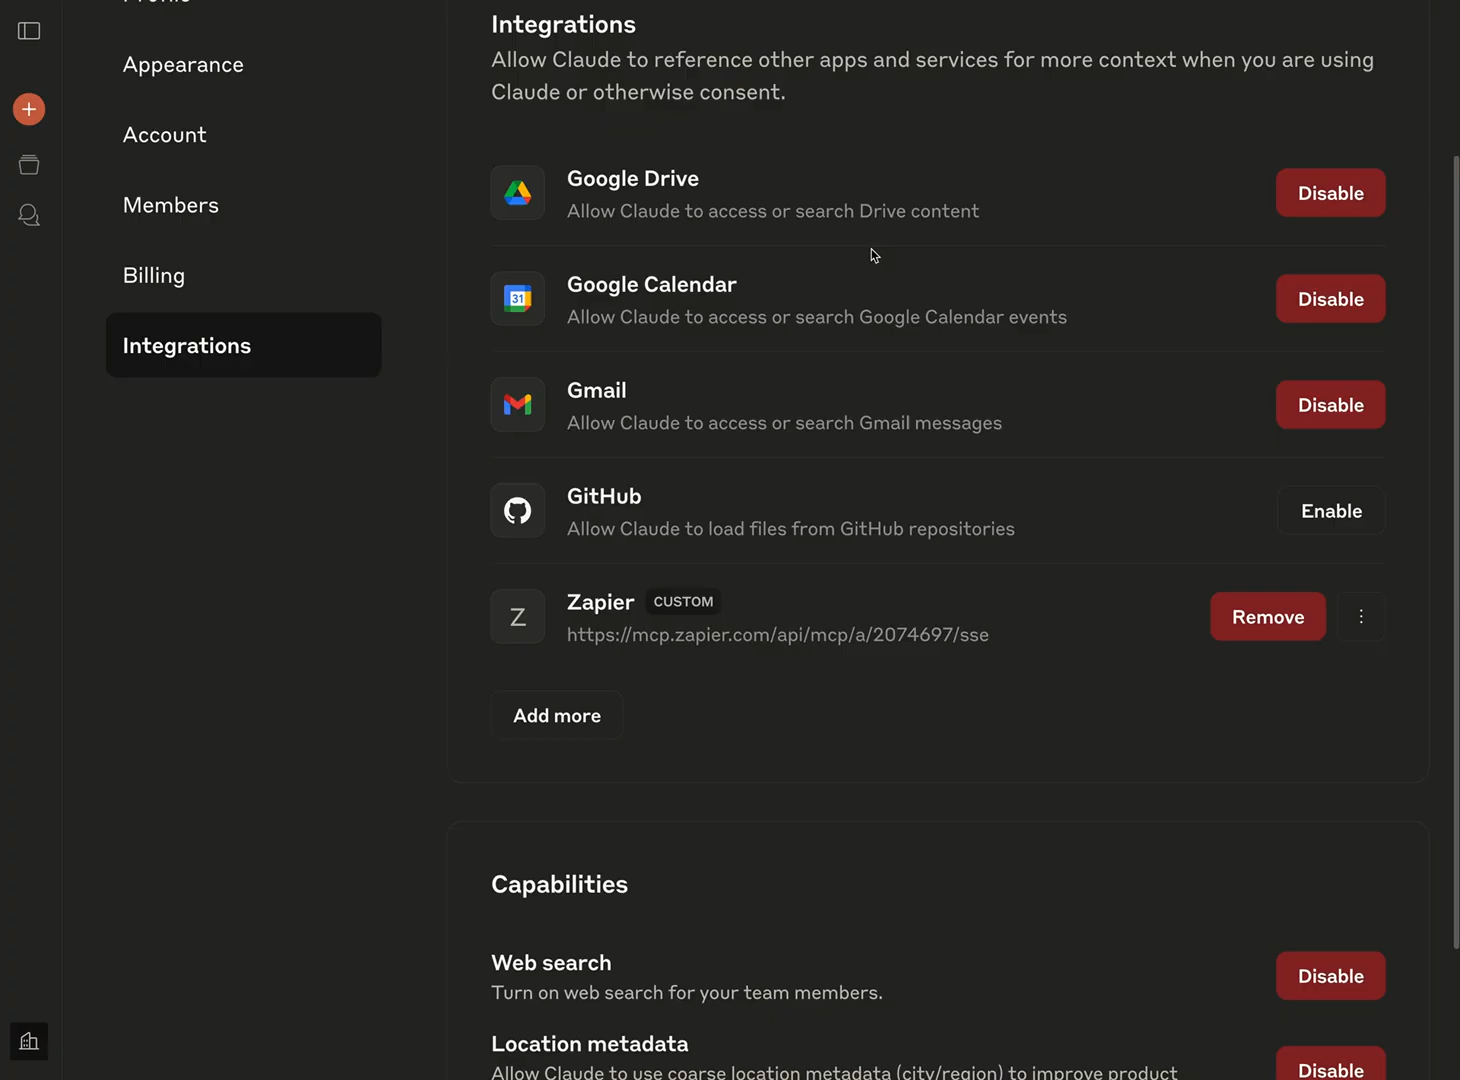 Profile
Appearance
Account
Members
Billing
Integrations
Integrations
Allow Claude to reference other apps and services for more context when you are using
Claude or otherwise consent.
Google Drive
Allow Claude to access or search Drive content
Disable
31
Google Calendar
Allow Claude to access or search Google Calendar events
Disable
Gmail
Allow Claude to access or search Gmail messages
Disable
GitHub
Allow Claude to load files from GitHub repositories
Enable
Z
Zapier CUSTOM
https://mcp.zapier.com/api/mcp/a/2074697/sse
Remove
Add more
Capabilities
Web search
Turn on web search for your team members.
Disable
Location metadata
Allow Claude to use coarse location metadata (city/region) to improve product
Disable